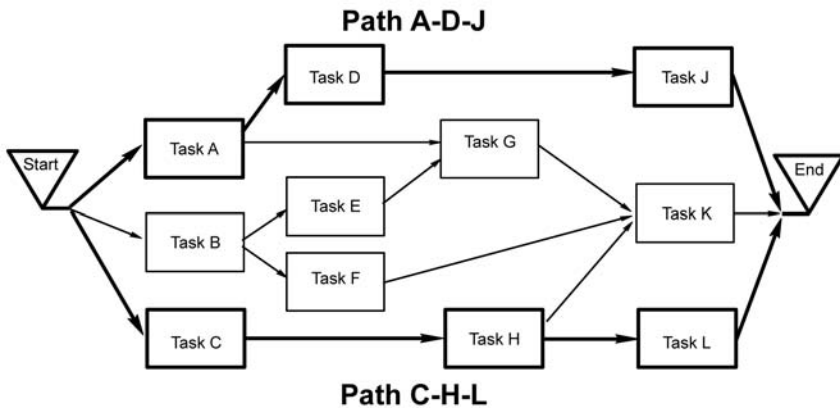 Path A-D-J
Task D
Task J
Task A
Task G
Start
End
Task E
Task K
Task B
Task F
Task C
Task H
Task L
Path C-H-L